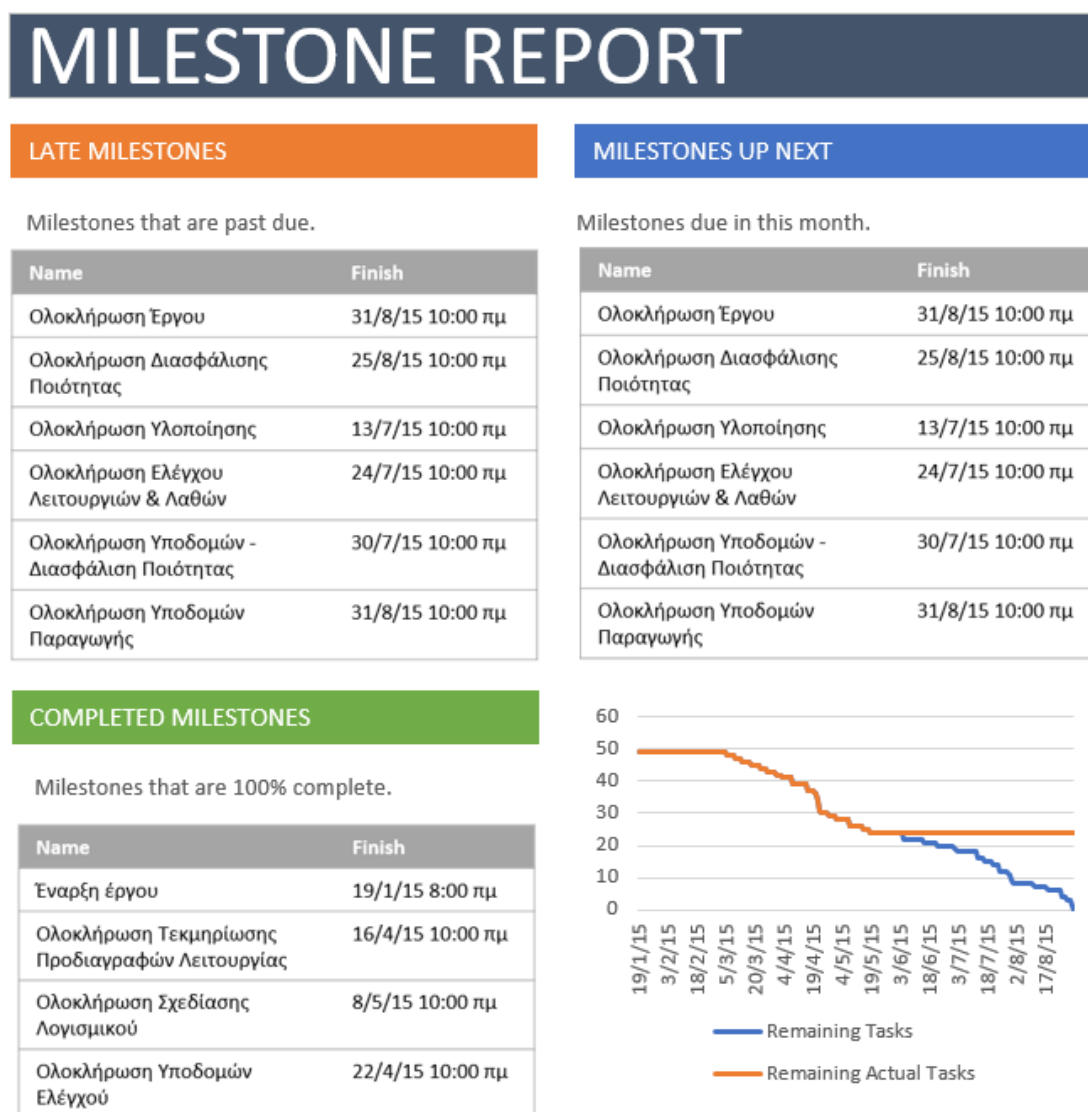 MILESTONE REPORT
LATE MILESTONES
Milestones that are past due.
Name Finish
Ολοκλήρωση Έργου 31/8/15 10:00 πμ
Ολοκλήρωση Διασφάλισης 25/8/15 10:00 πμ
Ποιότητας
Ολοκλήρωση Υλοποίησης 13/7/15 10:00 πμ
Ολοκλήρωση Ελέγχου 24/7/15 10:00 πμ
Λειτουργιών & Λαθών
Ολοκλήρωση Υποδομών - 30/7/15 10:00 πμ
Διασφάλιση Ποιότητας
Ολοκλήρωση Υποδομών 31/8/15 10:00 πμ
Παραγωγής
MILESTONES UP NEXT
Milestones due in this month.
Name Finish
Ολοκλήρωση Έργου 31/8/15 10:00 πμ
Ολοκλήρωση Διασφάλισης 25/8/15 10:00 πμ
Ποιότητας
Ολοκλήρωση Υλοποίησης 13/7/15 10:00 πμ
Ολοκλήρωση Ελέγχου 24/7/15 10:00 πμ
Λειτουργιών & Λαθών
Ολοκλήρωση Υποδομών - 30/7/15 10:00 πμ
Διασφάλιση Ποιότητας
Ολοκλήρωση Υποδομών 31/8/15 10:00 πμ
Παραγωγής
COMPLETED MILESTONES
Milestones that are 100% complete.
Name Finish
Έναρξη έργου 19/1/15 8:00 πμ
Ολοκλήρωση Τεκμηρίωσης 16/4/15 10:00 πμ
Προδιαγραφών Λειτουργίας
Ολοκλήρωση Σχεδίασης 8/5/15 10:00 πμ
Λογισμικού
Ολοκλήρωση Υποδομών 22/4/15 10:00 πμ
Ελέγχού
60
50
40
30
20
10
0
19/1/15
3/2/15
18/2/15
5/3/15
20/3/15
4/4/15
19/4/15
4/5/15
19/5/15
3/6/15
18/6/15
3/7/15
18/7/15
2/8/15
17/8/15
Remaining Tasks
Remaining Actual Tasks